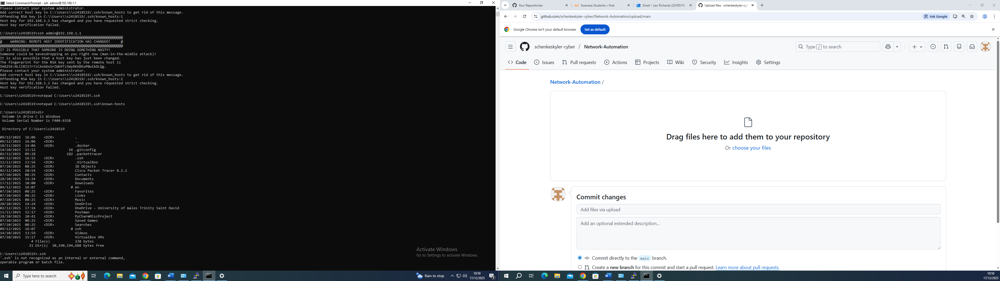 Select Command Prompt - ssh  admin@192.168.1.1
Please contact your system administrator.
Add correct host key in C:\\Users\\s2418519/.ssh/known_hosts to get rid of this message.
Offending RSA key in C:\\Users\\s2418519/.ssh/known_hosts:1
Host key for 192.168.1.1 has changed and you have requested strict checking.
Host key verification failed.
C:\Users\s2418519>ssh admin@192.168.1.1
@@@@@@@@@@@@@@@@@@@@@@@@@@@@@@@@@@@@@@@@@@@@@@@@@@@@@@@@@@@
@    WARNING: REMOTE HOST IDENTIFICATION HAS CHANGED!     @
@@@@@@@@@@@@@@@@@@@@@@@@@@@@@@@@@@@@@@@@@@@@@@@@@@@@@@@@@@@
IT IS POSSIBLE THAT SOMEONE IS DOING SOMETHING NASTY!
Someone could be eavesdropping on you right now (man-in-the-middle attack)!
It is also possible that a host key has just been changed.
The fingerprint for the RSA key sent by the remote host is
SHA256:NLiIBI57r7zCAsG6xSrZWb9TzSWyBK6BKoP0wikDLQg.
Please contact your system administrator.
Add correct host key in C:\\Users\\s2418519/.ssh/known_hosts to get rid of this message.
Offending RSA key in C:\\Users\\s2418519/.ssh/known_hosts:1
Host key for 192.168.1.1 has changed and you have requested strict checking.
Host key verification failed.
C:\Users\s2418519>notepad C:\Users\s2418519\.ssh
C:\Users\s2418519>notepad C:\Users\s2418519\.ssh\known-hosts
C:\Users\s2418519>dir
Volume in drive C is Windows
Volume Serial Number is F404-635B
Directory of C:\Users\s2418519
09/12/2025  16:06    <DIR>          .
09/12/2025  16:06    <DIR>          ..
18/11/2025  14:06    <DIR>          .docker
14/10/2025  11:12                56 .gitconfig
02/12/2025  09:28               182 .packettracer
09/12/2025  16:15    <DIR>          .ssh
11/11/2025  13:56    <DIR>          .VirtualBox
07/10/2025  08:25    <DIR>          3D Objects
02/12/2025  10:54    <DIR>          Cisco Packet Tracer 8.2.2
07/10/2025  08:25    <DIR>          Contacts
28/10/2025  14:24    <DIR>          Documents
17/12/2025  10:00    <DIR>          Downloads
09/12/2025  16:07                 0 en
07/10/2025  08:25    <DIR>          Favorites
07/10/2025  08:25    <DIR>          Links
07/10/2025  08:25    <DIR>          Music
28/10/2025  14:24    <DIR>          OneDrive
02/12/2025  17:16    <DIR>          OneDrive - University of Wales Trinity Saint David
11/11/2025  12:17    <DIR>          Postman
28/10/2025  10:41    <DIR>          PyCharmMiscProject
07/10/2025  08:25    <DIR>          Saved Games
07/10/2025  08:25    <DIR>          Searches
09/12/2025  16:07                 0 ssh
14/10/2025  13:59    <DIR>          Videos
07/10/2025  15:17    <DIR>          VirtualBox VMs
4 File(s)            238 bytes
21 Dir(s)  30,190,194,688 bytes free
C:\Users\s2418519>.ssh
'.ssh' is not recognized as an internal or external command,
operable program or batch file.
Activate Windows
Go to Settings to activate Windows.
Type here to search
Rain to stop
10:59
17/12/2025
3
Your Repositories
Swansea Students » Hub
Email - Leo Richards (2418519)
Upload files · schenkeskyler-cyb
github.com/schenkeskyler-cyber/Network-Automation/upload/main
Ask Google
Google Chrome isn't your default browser
Set as default
schenkeskyler-cyber / Network-Automation
Type / to search
Code
Issues
Pull requests
Actions
Projects
Wiki
Security
Insights
Settings
Network-Automation /
Drag files here to add them to your repository
Or choose your files
Commit changes
Add files via upload
Add an optional extended description...
Commit directly to the main branch.
Create a new branch for this commit and start a pull request. Learn more about pull requests.
10:59
17/12/2025